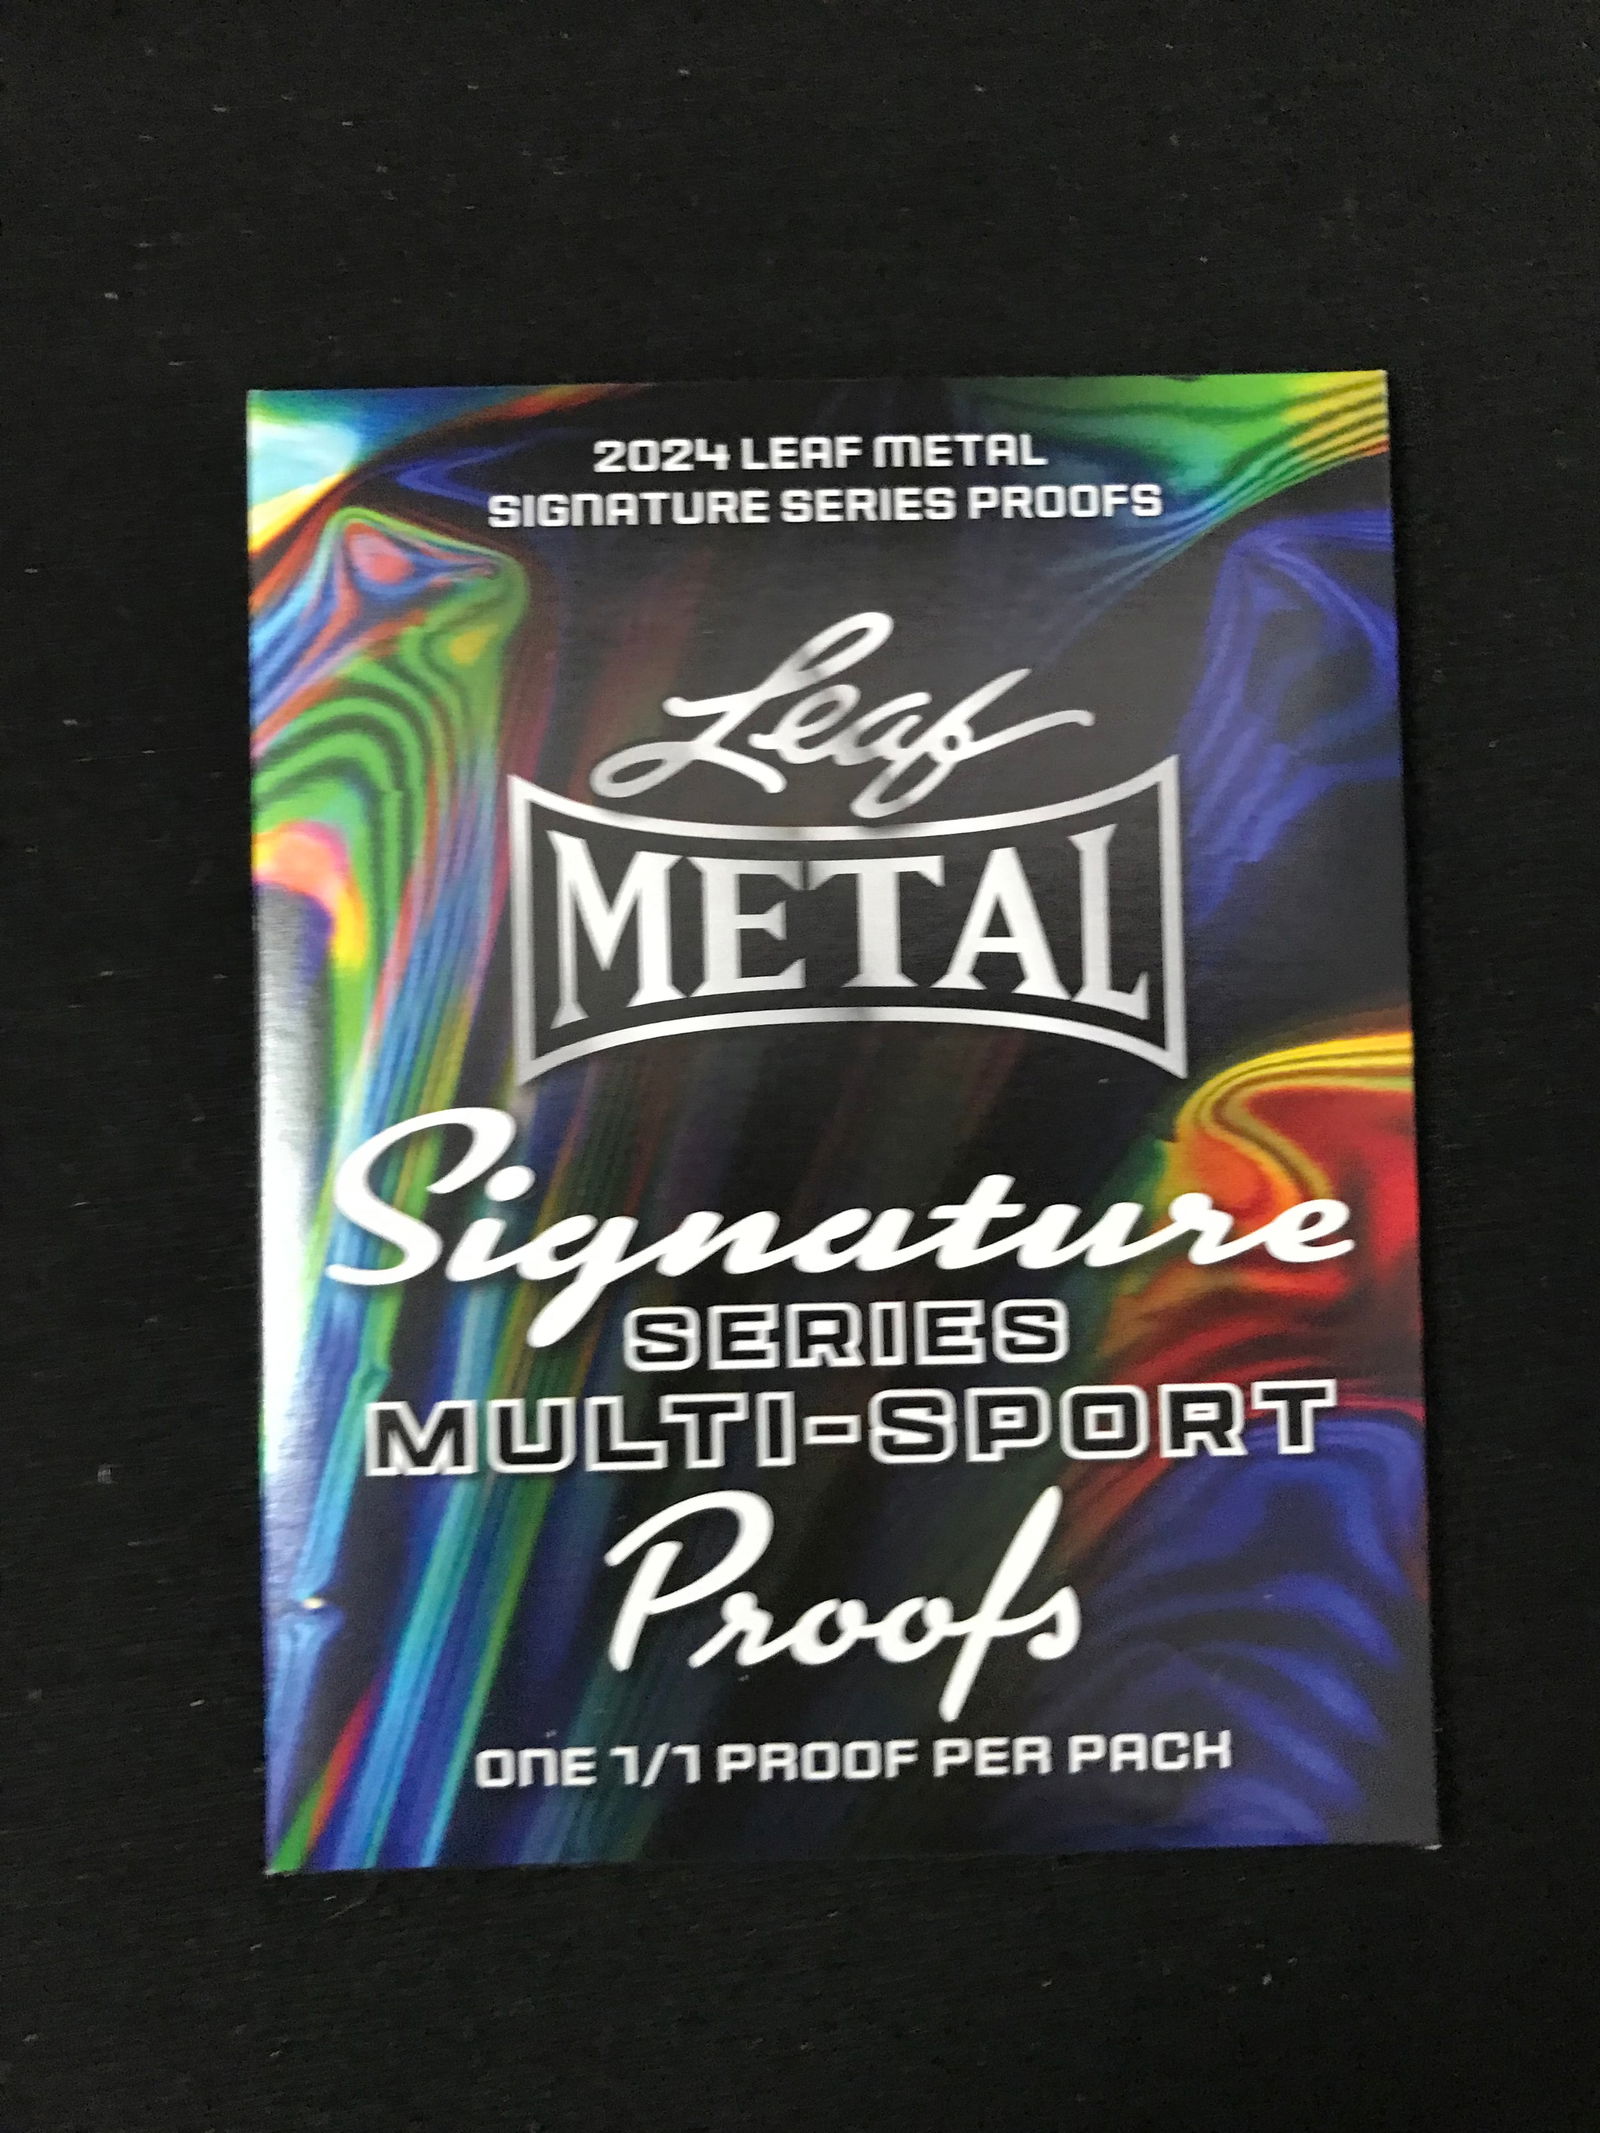 2024 LEAF METAL
SIGNATURE SERIES PROOFS
Leaf
METAL
Signature
SERIES
MULTI-SPORT
Proofs
ONE 1/1 PROOF PER PACK